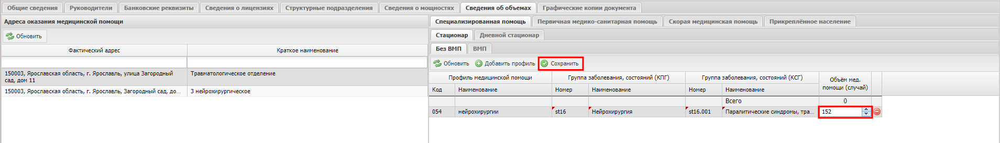 Общие сведения Руководители Банковские реквизиты Сведения о лицензиях Структурные подразделения Сведения о мощностях Сведения об объемах Графические копии документа
Адреса оказания медицинской помощи
Обновить
Фактический адрес Краткое наименование
150003, Ярославская область, г. Ярославль, улица Загородный
сад, дом 11
Травматологическое отделение
150003, Ярославская область, г. Ярославль, Загородный сад, до... 3 нейрохирургическое
Специализированная помощь Первичная медико-санитарная помощь Скорая медицинская помощь Прикреплённое население
Стационар Дневной стационар
Без ВМП ВМП
Обновить Добавить профиль Сохранить
Профиль медицинской помощи Группа заболевания, состояний (КПГ) Группа заболевания, состояний (КСГ)
Объём мед.
помощи (случай)
Код Наименование Номер Наименование Номер Наименование
Всего 0
054 нейрохирургии st16 Нейрохирургия st16.001 Паралитические синдромы, тра... 152